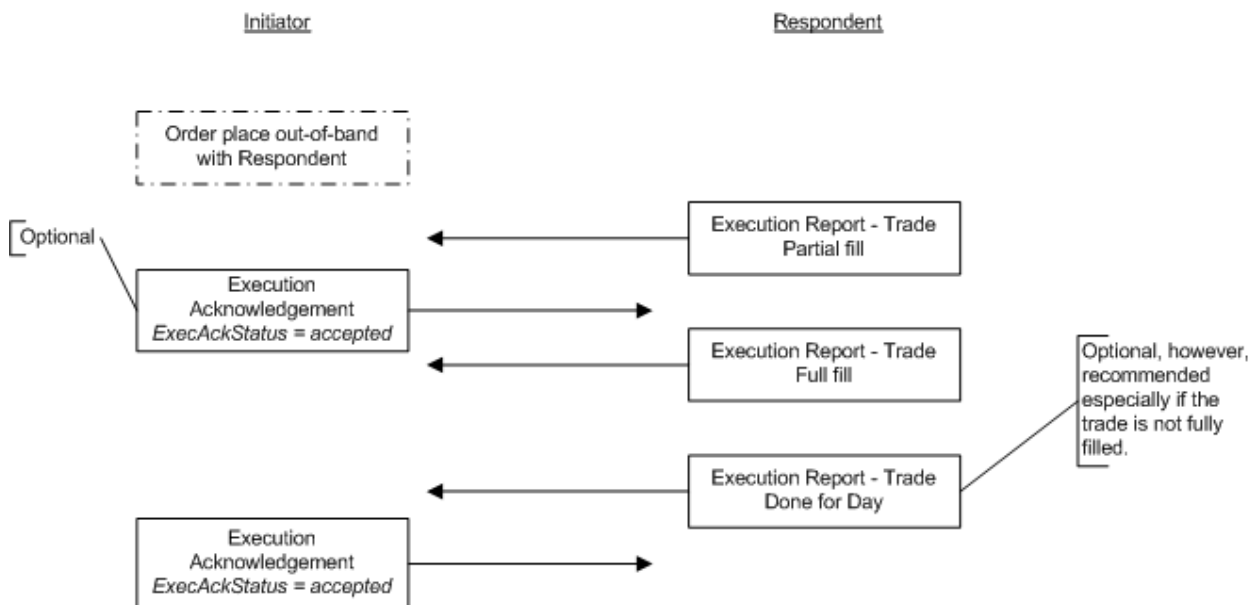 Initiator
Respondent
Order place out-of-band
with Respondent
Optional
Execution Report - Trade
Partial fill
Execution
Acknowledgement
ExecAckStatus = accepted
Execution Report - Trade
Full fill
Optional, however,
recommended
especially if the
trade is not fully
filled.
Execution Report - Trade
Done for Day
Execution
Acknowledgement
ExecAckStatus = accepted